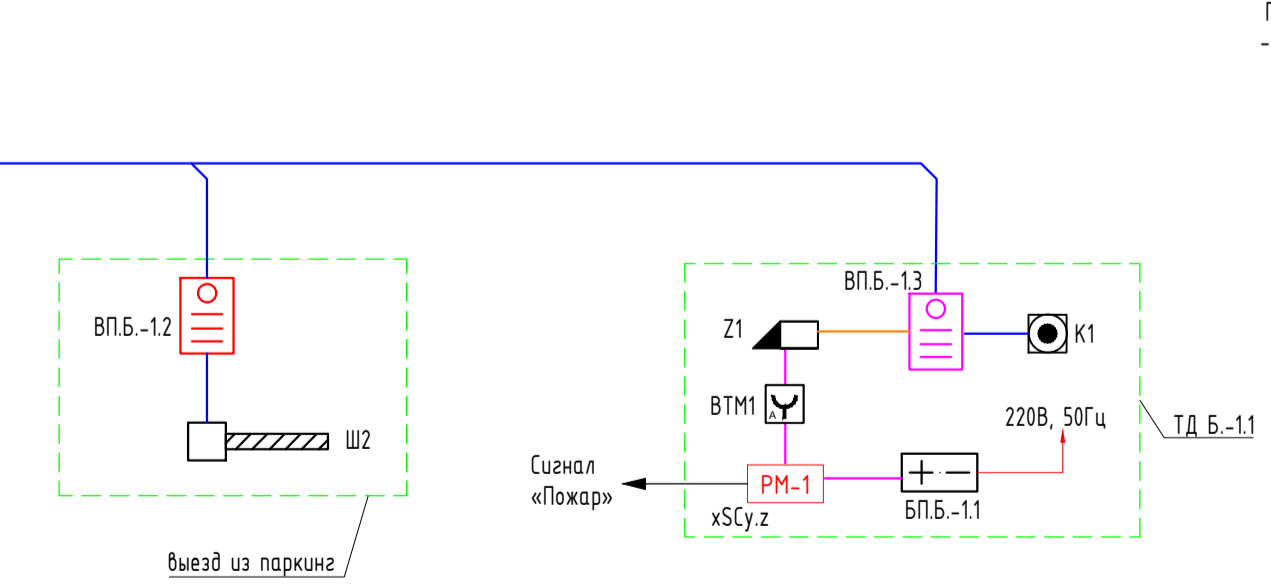 ВП.Б.-1.2
Ш2
выезд из паркинг
ВП.Б.-1.3
Z1
К1
ВТМ1
А
220В, 50Гц
ТД Б.-1.1
Сигнал
«Пожар»
РМ-1
xSCy.z
БП.Б.-1.1